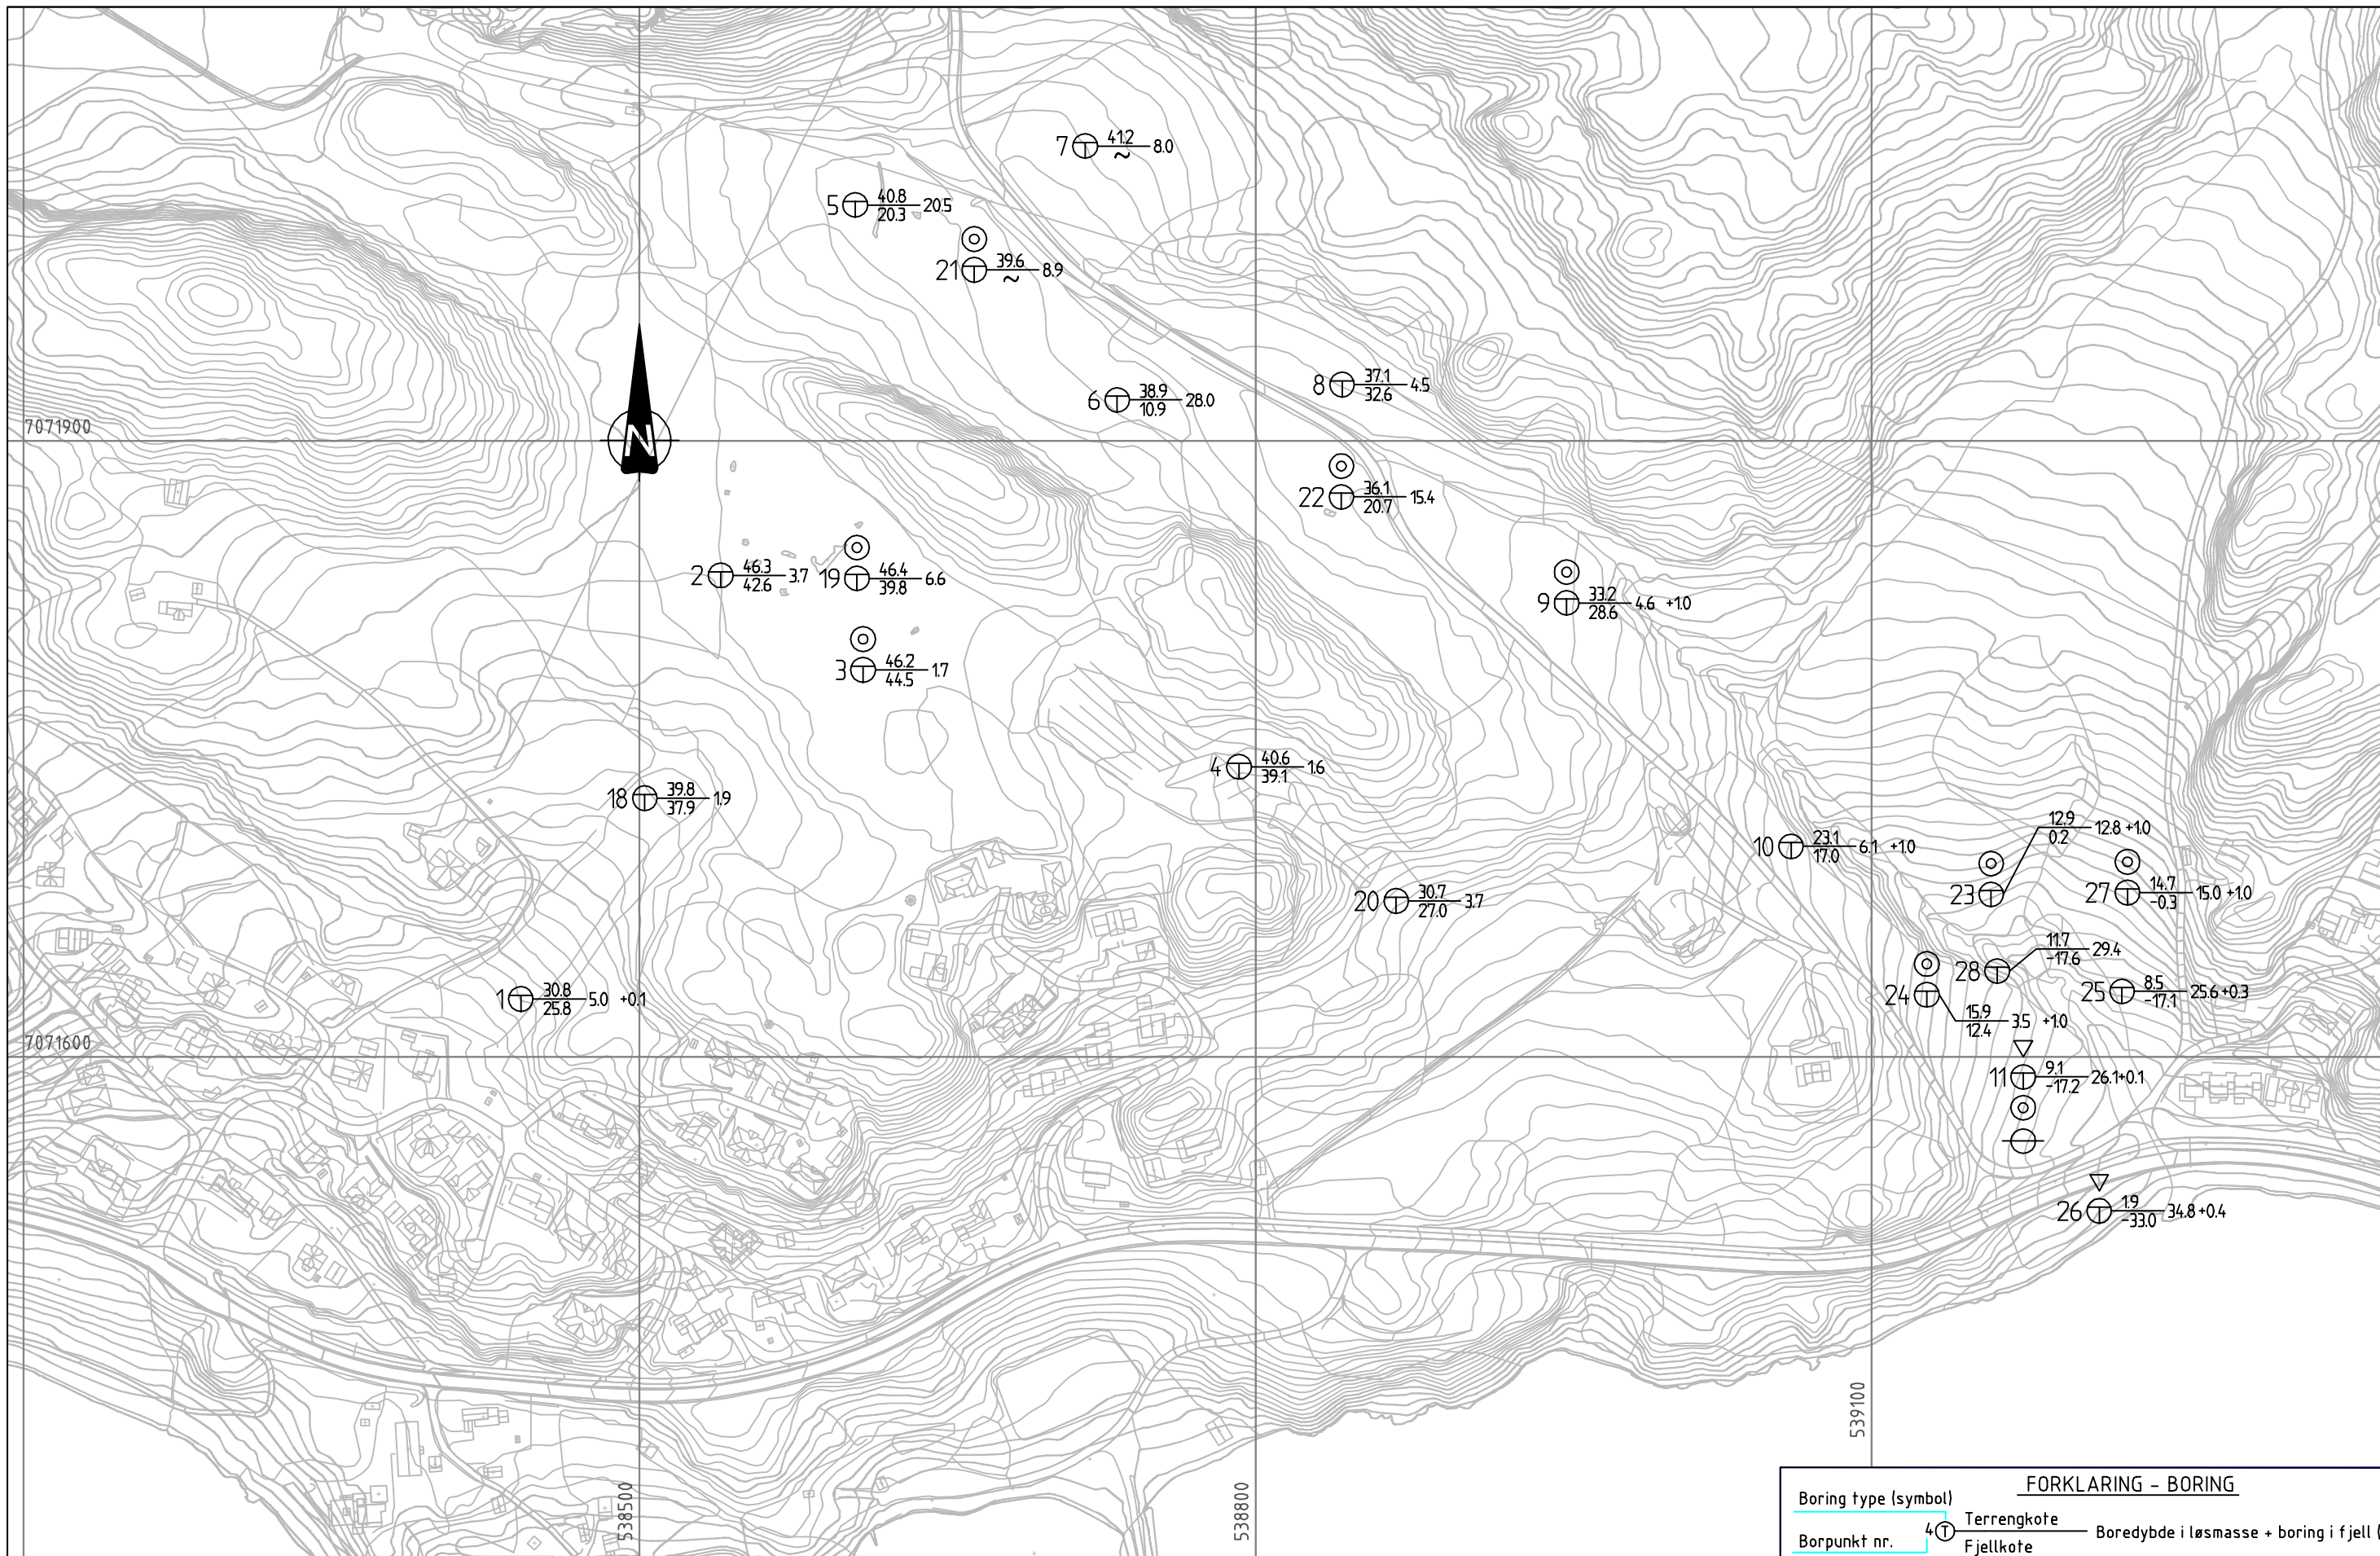 7 41.2 ~ 8.0
5 40.8 20.3 20.5
21 39.6 ~ 8.9
6 38.9 10.9 28.0
8 37.1 32.6 4.5
7071900
N
22 36.1 20.7 15.4
2 46.3 42.6 3.7
19 46.4 39.8 6.6
9 33.2 28.6 4.6 +1.0
3 46.2 44.5 1.7
4 40.6 39.1 1.6
18 39.8 37.9 1.9
10 23.1 17.0 6.1 +1.0
23 12.9 0.2 12.8 +1.0
27 14.7 -0.3 15.0 +1.0
20 30.7 27.0 3.7
28 11.7 -17.6 29.4
24 15.9 12.4 3.5 +1.0
25 8.5 -17.1 25.6 +0.3
1 30.8 25.8 5.0 +0.1
7071600
11 9.1 -17.2 26.1 +0.1
26 1.9 -33.0 34.8 +0.4
538500
538800
539100
FORKLARING - BORING
Boring type (symbol)
Terrengkote
4 T Boredybde i løsmasse + boring i fjell (
Borpunkt nr.
Fjellkote